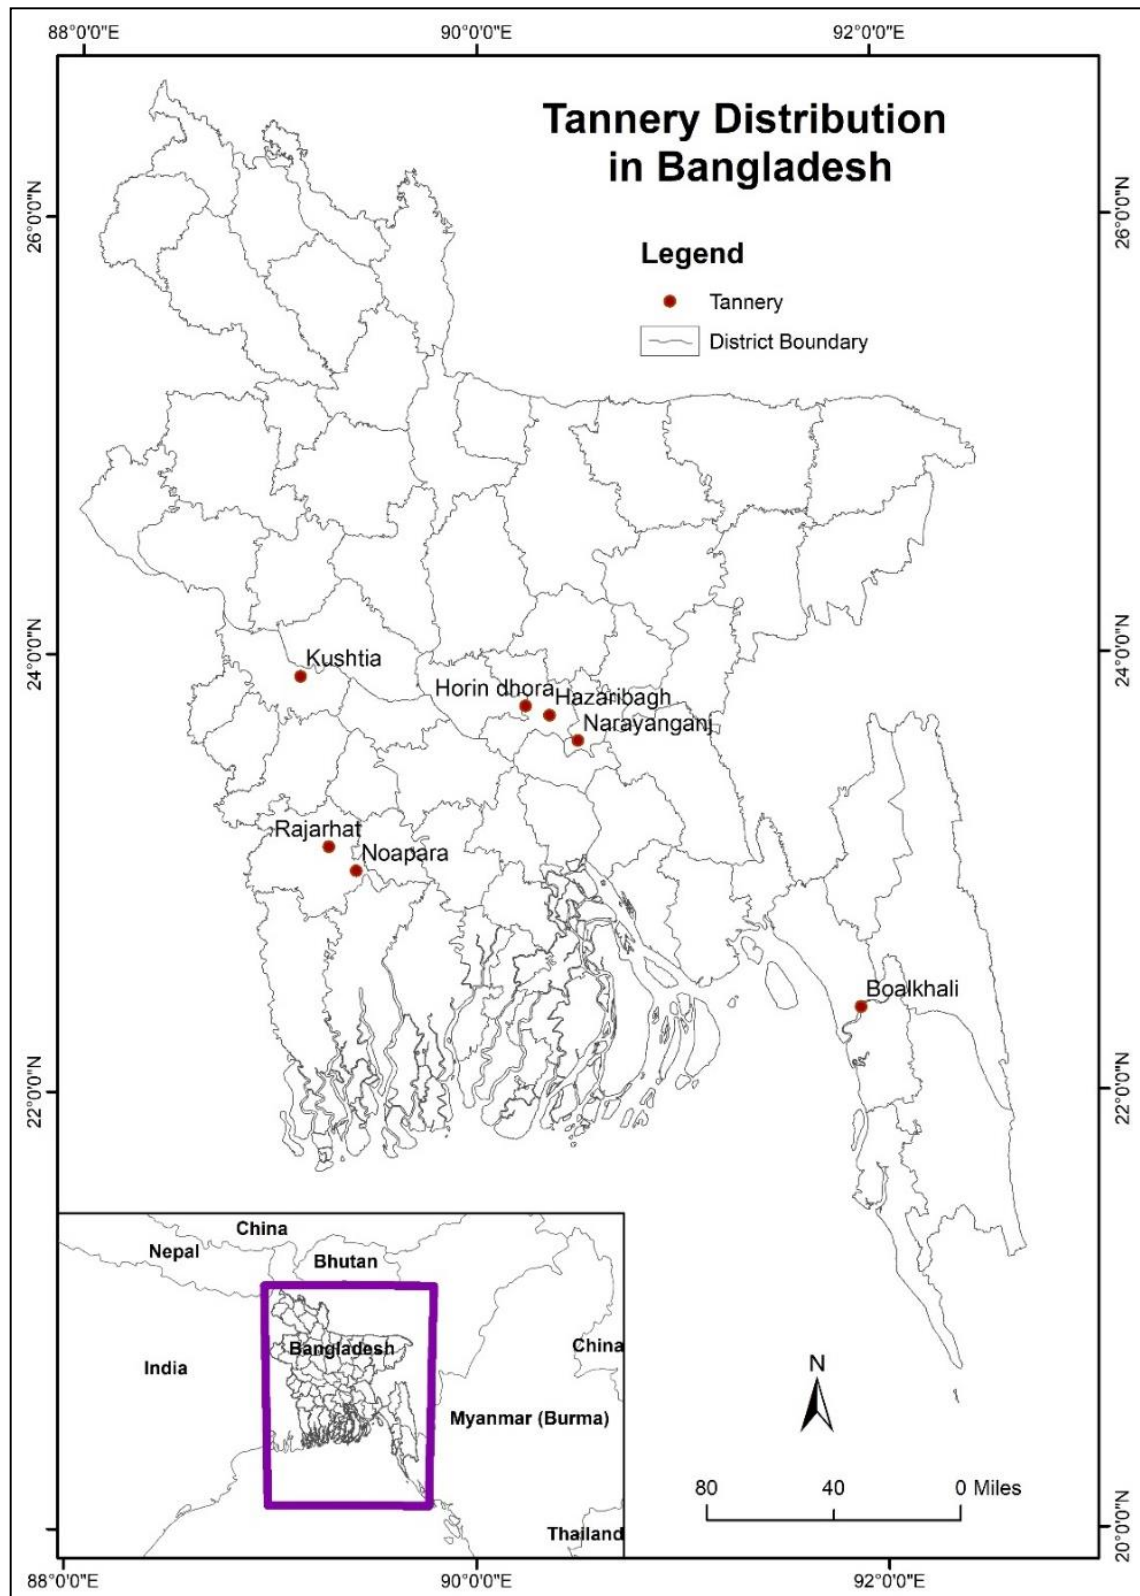 88°0'0"E
90°0'0"E
92°0'0"E
Tannery Distribution
in Bangladesh
26°0'0"N
26°0'0"N
Legend
Tannery
District Boundary
24°0'0"N
24°0'0"N
Kushtia
Horin dhora
Hazaribagh
Narayanganj
Rajarhat
Noapara
Boalkhali
22°0'0"N
22°0'0"N
China
Nepal
Bhutan
Bangladesh
China
India
Myanmar (Burma)
Thailand
N
80
40
0 Miles
20°0'0"N
88°0'0"E
90°0'0"E
92°0'0"E